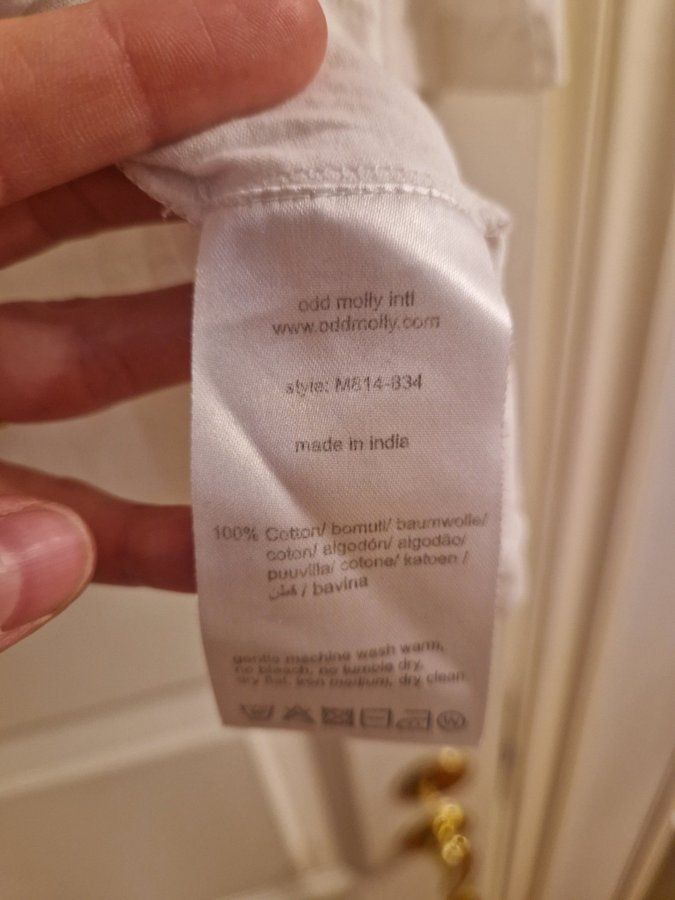 odd molly intl
www.oddmolly.com
style: M814-834
made in india
100% Cotton/ bomull/ baumwolle/
coton/ algodón/ algodão/
puuvilla/ cotone/ katoen /
قطن / bavlna
gentle machine wash warm,
no bleach, no tumble dry,
dry flat, iron medium, dry clean.
W